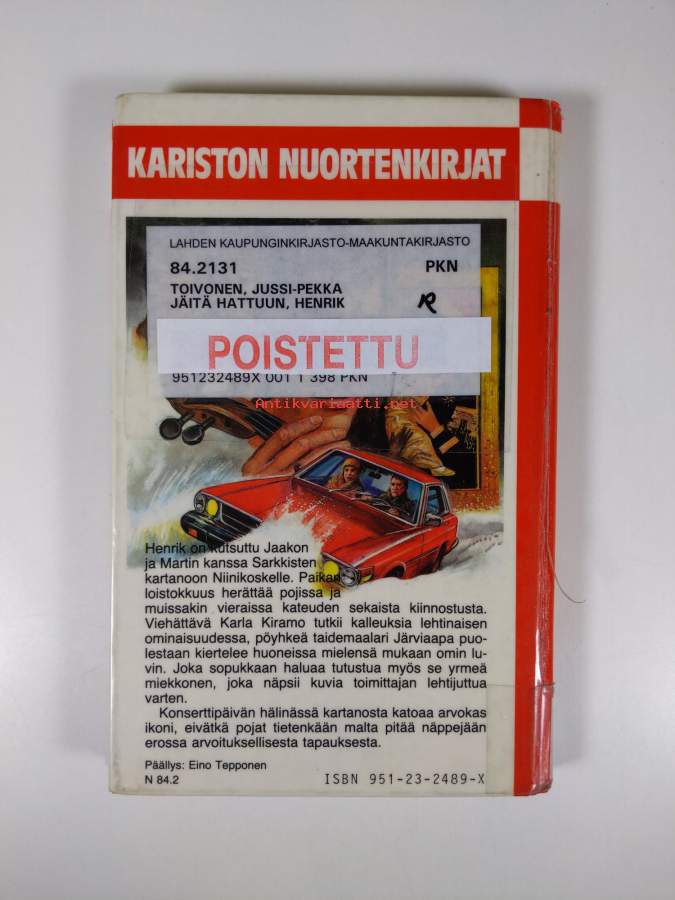 KARISTON NUORTENKIRJAT
LAHDEN KAUPUNGINKIRJASTO-MAAKUNTAKIRJASTO
84.2131 PKN
TOIVONEN, JUSSI-PEKKA
JÄITÄ HATTUUN, HENRIK R
POISTETTU
951232489X 001 1 398 PKN
Antikvariaatti.net
Henrik on kutsuttu Jaakon
ja Martin kanssa Sarkkisten
kartanoon Niinikoskelle. Paikan
loistokkuus herättää pojissa ja
muissakin vieraissa kateuden sekaista kiinnostusta.
Viehättävä Karla Kiramo tutkii kalleuksia lehtinaisen
ominaisuudessa, pöyhkeä taidemaalari Järviaapa puo-
lestaan kiertelee huoneissa mielensä mukaan omin lu-
vin. Joka sopukkaan haluaa tutustua myös se yrmeä
miekkonen, joka näpsii kuvia toimittajan lehtijuttua
varten.
Konserttipäivän hälinässä kartanosta katoaa arvokas
ikoni, eivätkä pojat tietenkään malta pitää näppejään
erossa arvoituksellisesta tapauksesta.
Päällys: Eino Tepponen
N 84.2 ISBN 951-23-2489-X